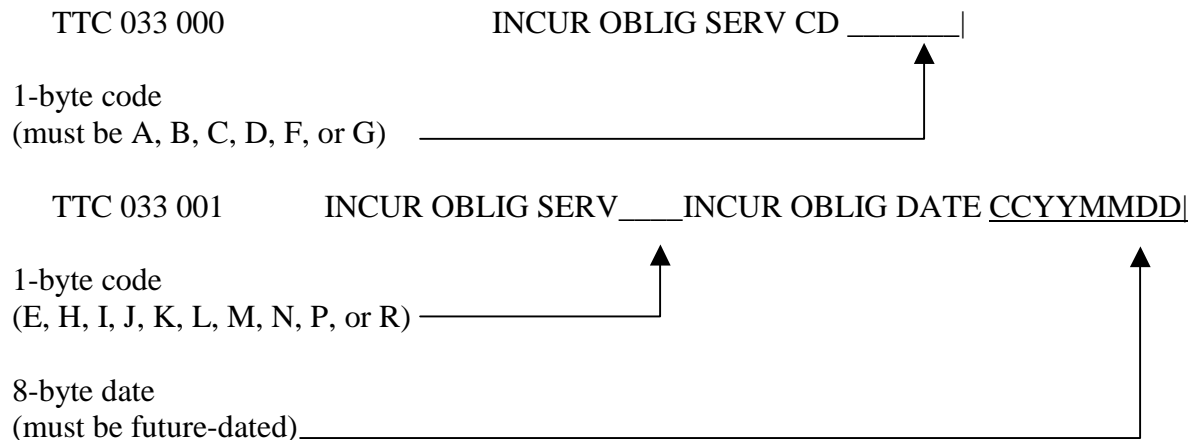 TTC 033 000 INCUR OBLIG SERV CD _______|
1-byte code
(must be A, B, C, D, F, or G)
TTC 033 001 INCUR OBLIG SERV____INCUR OBLIG DATE CCYYMMDD|
1-byte code
(E, H, I, J, K, L, M, N, P, or R)
8-byte date
(must be future-dated)